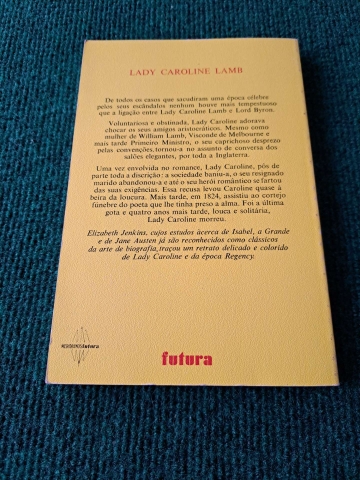 LADY CAROLINE LAMB
De todos os casos que sacudiram uma época célebre
pelos seus escândalos nenhum houve mais tempestuoso
que a ligação entre Lady Caroline Lamb e Lord Byron.
Voluntariosa e obstinada, Lady Caroline adorava
chocar os seus amigos aristocráticos. Mesmo como
mulher de William Lamb, Visconde de Melbourne e
mais tarde Primeiro Ministro, o seu caprichoso desprezo
pelas convenções, tornou-o no assunto de conversa dos
salões elegantes, por toda a Inglaterra.
Uma vez envolvida no romance, Lady Caroline, pôs de
parte toda a discrição: a sociedade baniu-a, o seu resignado
marido abandonou-a e até o seu herói romântico se fartou
das suas exigências. Essa recusa levou Caroline quase à
beira da loucura. Mais tarde, em 1824, assistiu ao cortejo
fúnebre do poeta que lhe tinha preso a alma. Foi a última
gota e quatro anos mais tarde, louca e solitária,
Lady Caroline morreu.
Elizabeth Jenkins, cujos estudos àcerca de Isabel, a Grande
e de Jane Austen já são reconhecidos como clássicos
da arte de biografia, traçou um retrato delicado e colorido
de Lady Caroline e da época Regency.
futura